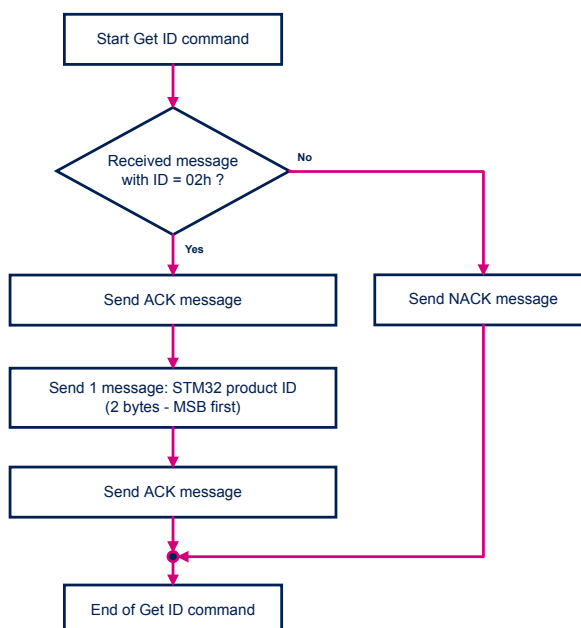 Start Get ID command
Received message
with ID = 02h ?
No
Yes
Send ACK message
Send NACK message
Send 1 message: STM32 product ID
(2 bytes - MSB first)
Send ACK message
End of Get ID command